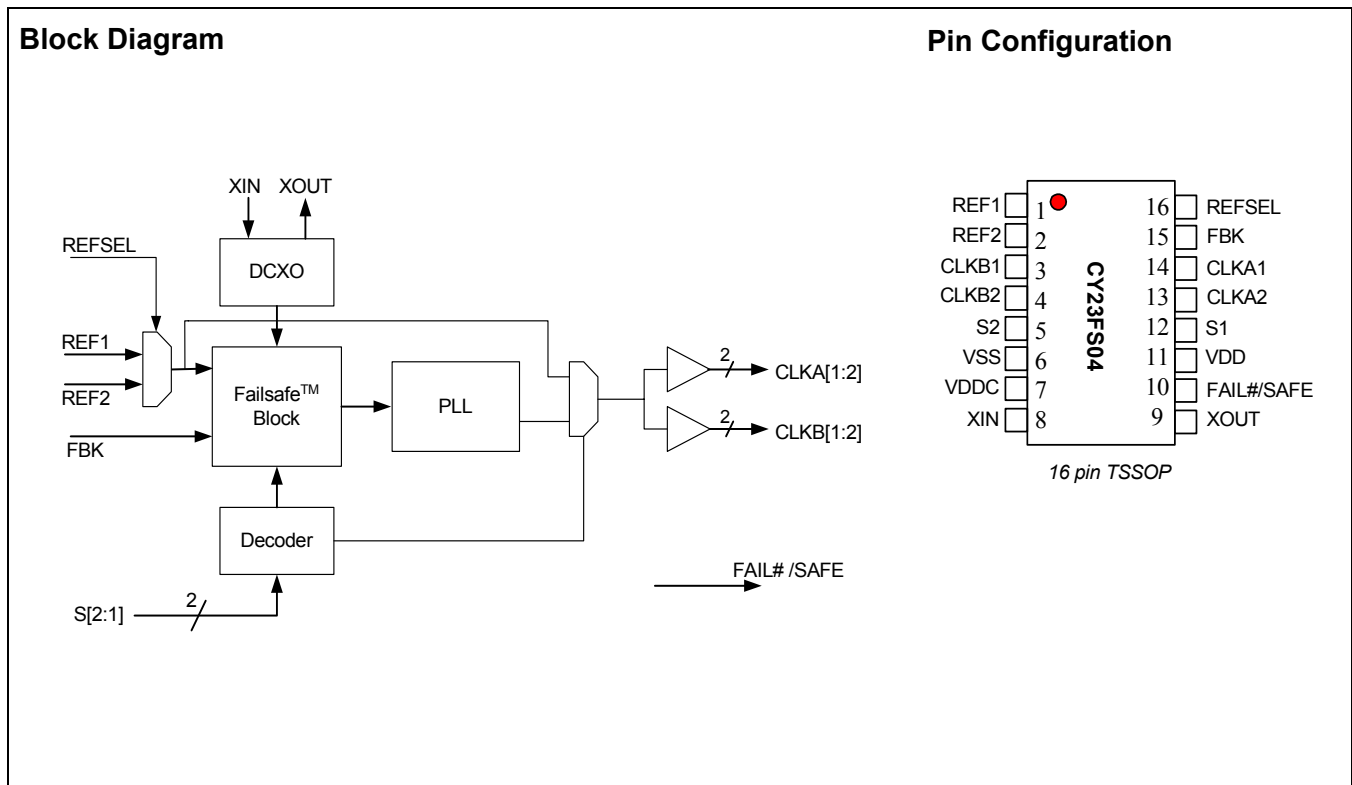 Block Diagram
Pin Configuration
XIN XOUT
REFSEL
DCXO
REF1
REF2
Failsafe™
Block
PLL
FBK
2
CLKA[1:2]
2
CLKB[1:2]
Decoder
FAIL# /SAFE
2
S[2:1]
REF1 1 16 REFSEL
REF2 2 15 FBK
CLKB1 3 14 CLKA1
CLKB2 4 13 CLKA2
S2 5 12 S1
VSS 6 11 VDD
VDDC 7 10 FAIL#/SAFE
XIN 8 9 XOUT
CY23FS04
16 pin TSSOP